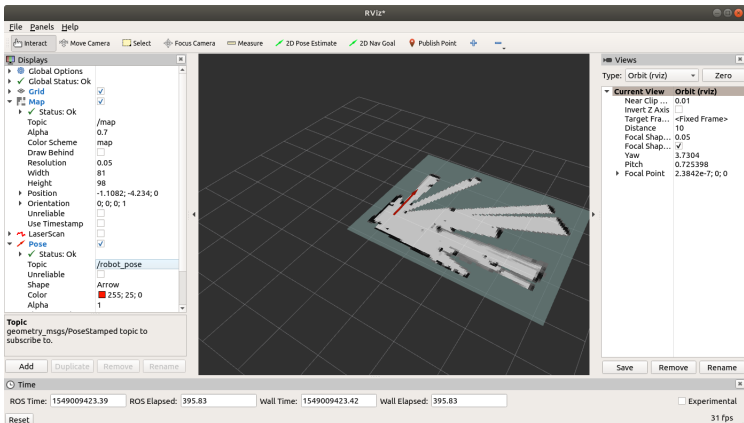 RViz*
File Panels Help
Interact Move Camera Select Focus Camera Measure 2D Pose Estimate 2D Nav Goal Publish Point
Displays
Global Options
Global Status: Ok
Grid
Map
Status: Ok
Topic /map
Alpha 0.7
Color Scheme map
Draw Behind
Resolution 0.05
Width 81
Height 98
Position -1.1082; -4.234; 0
Orientation 0; 0; 0; 1
Unreliable
Use Timestamp
LaserScan
Pose
Status: Ok
Topic /robot_pose
Unreliable
Shape Arrow
Color 255; 25; 0
Alpha 1
Topic
geometry_msgs/PoseStamped topic to
subscribe to.
Add Duplicate Remove Rename
Views
Type: Orbit (rviz) Zero
Current View Orbit (rviz)
Near Clip ... 0.01
Invert Z Axis
Target Fra... <Fixed Frame>
Distance 10
Focal Shap... 0.05
Focal Shap...
Yaw 3.7304
Pitch 0.725398
Focal Point 2.3842e-7; 0; 0
Save Remove Rename
Time
ROS Time: 1549009423.39 ROS Elapsed: 395.83 Wall Time: 1549009423.42 Wall Elapsed: 395.83 Experimental
Reset 31 fps